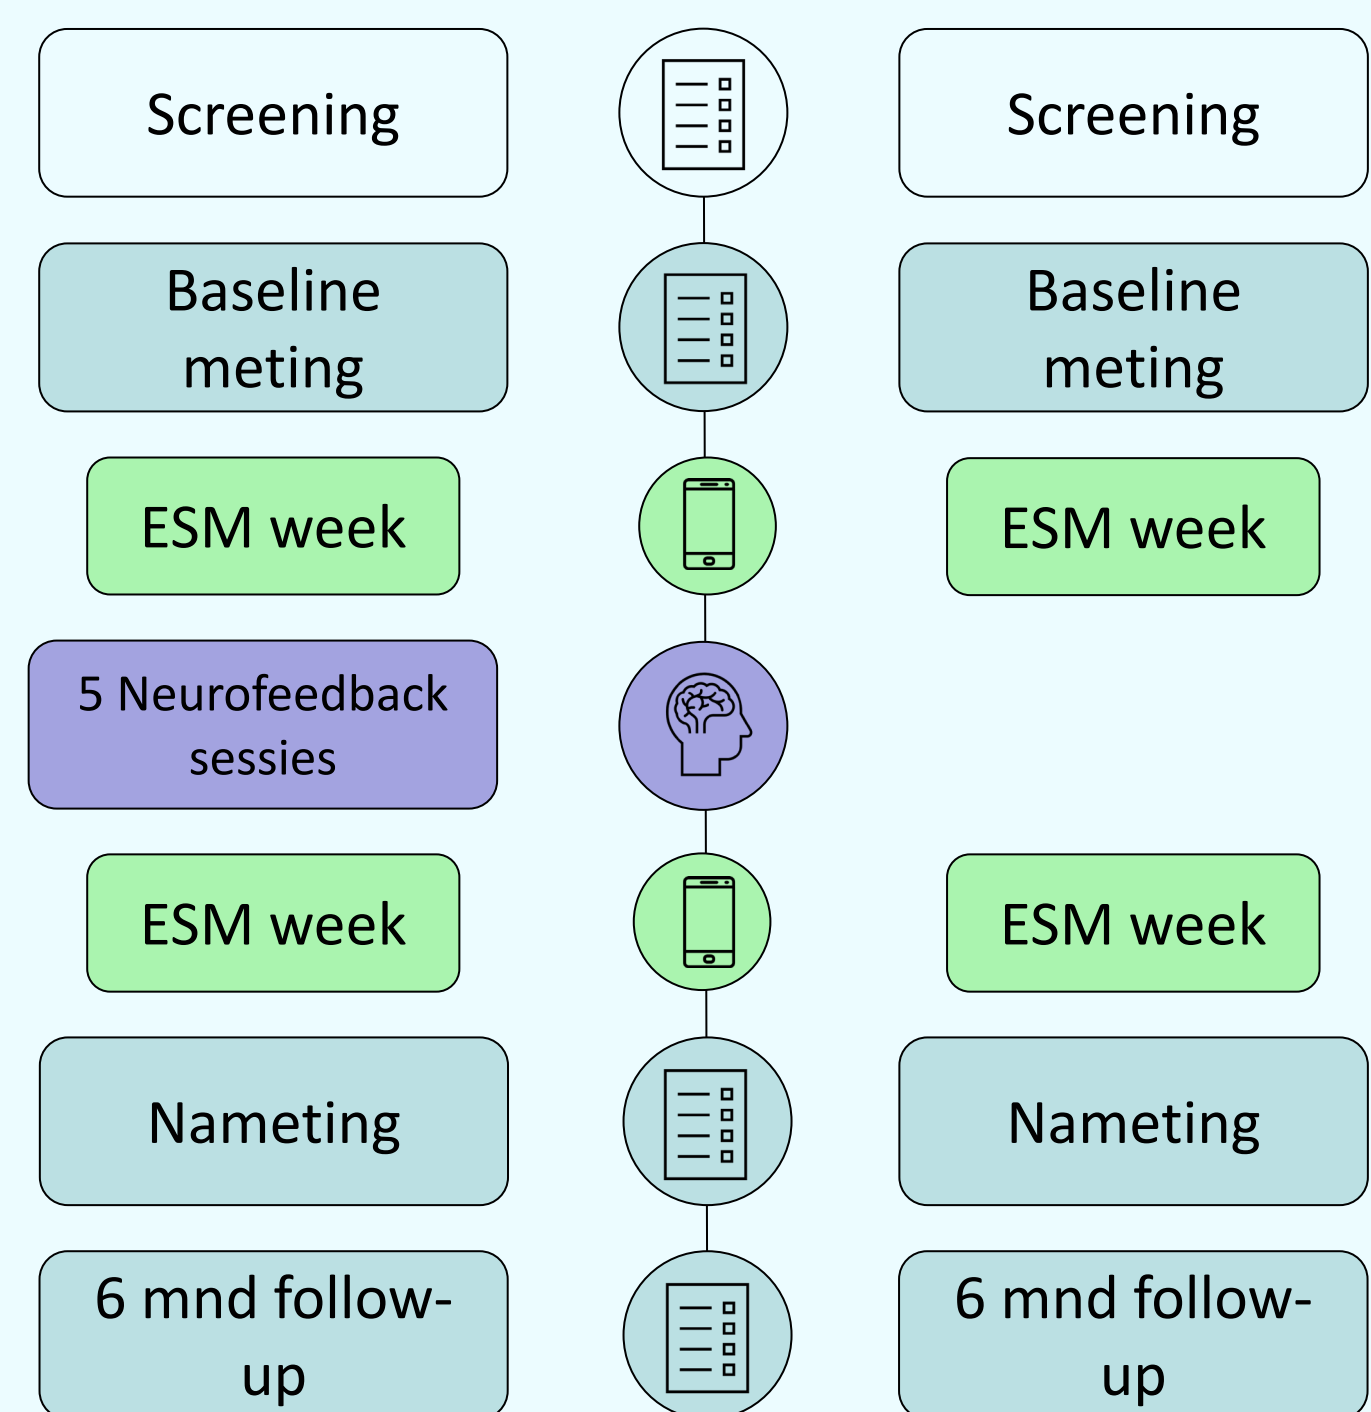 Screening
Screening
Baseline
meting
Baseline
meting
ESM week
ESM week
5 Neurofeedback
sessies
ESM week
ESM week
Nameting
Nameting
6 mnd follow-
up
6 mnd follow-
up